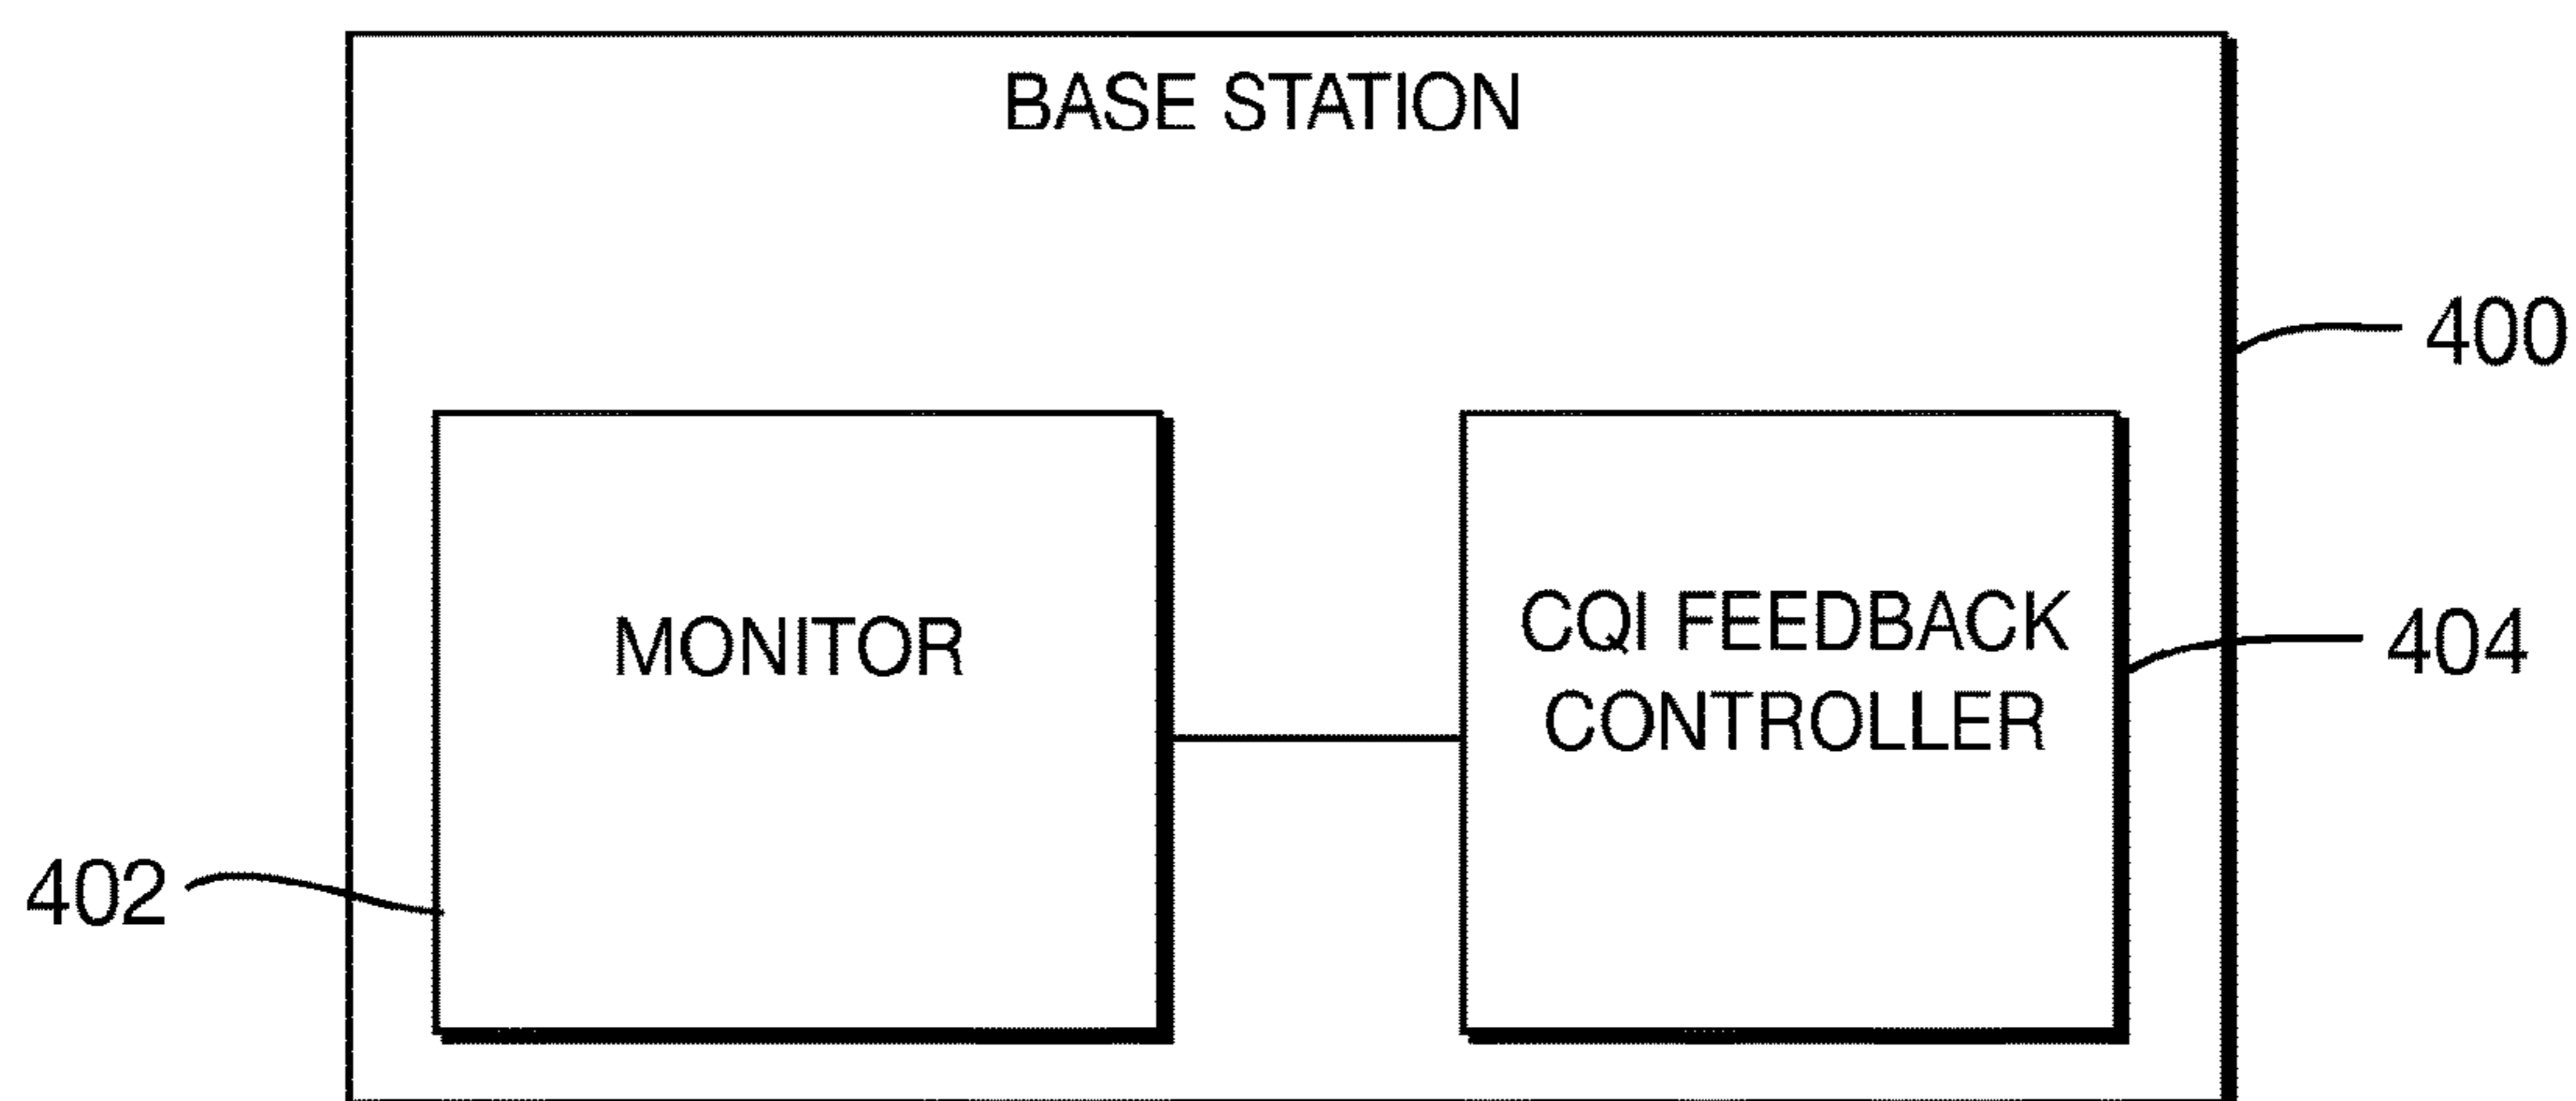 BASE STATION
400
MONITOR
CQI FEEDBACK
CONTROLLER
404
402